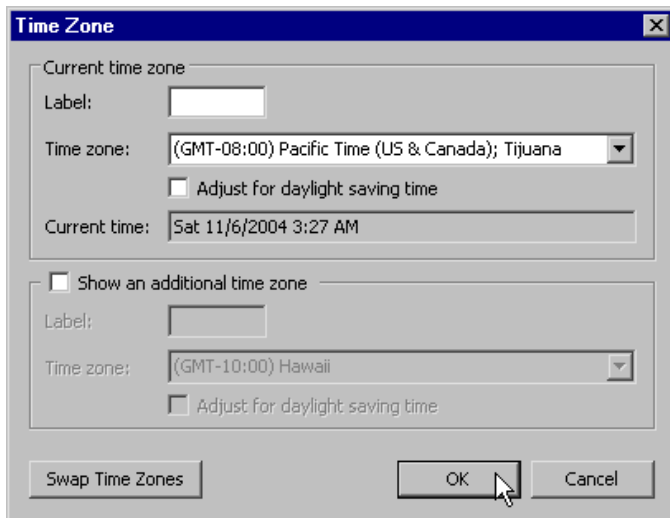 Time Zone
Current time zone
Label:
Time zone: (GMT-08:00) Pacific Time (US & Canada); Tijuana
Adjust for daylight saving time
Current time: Sat 11/6/2004 3:27 AM
Show an additional time zone
Label:
Time zone: (GMT-10:00) Hawaii
Adjust for daylight saving time
Swap Time Zones OK Cancel